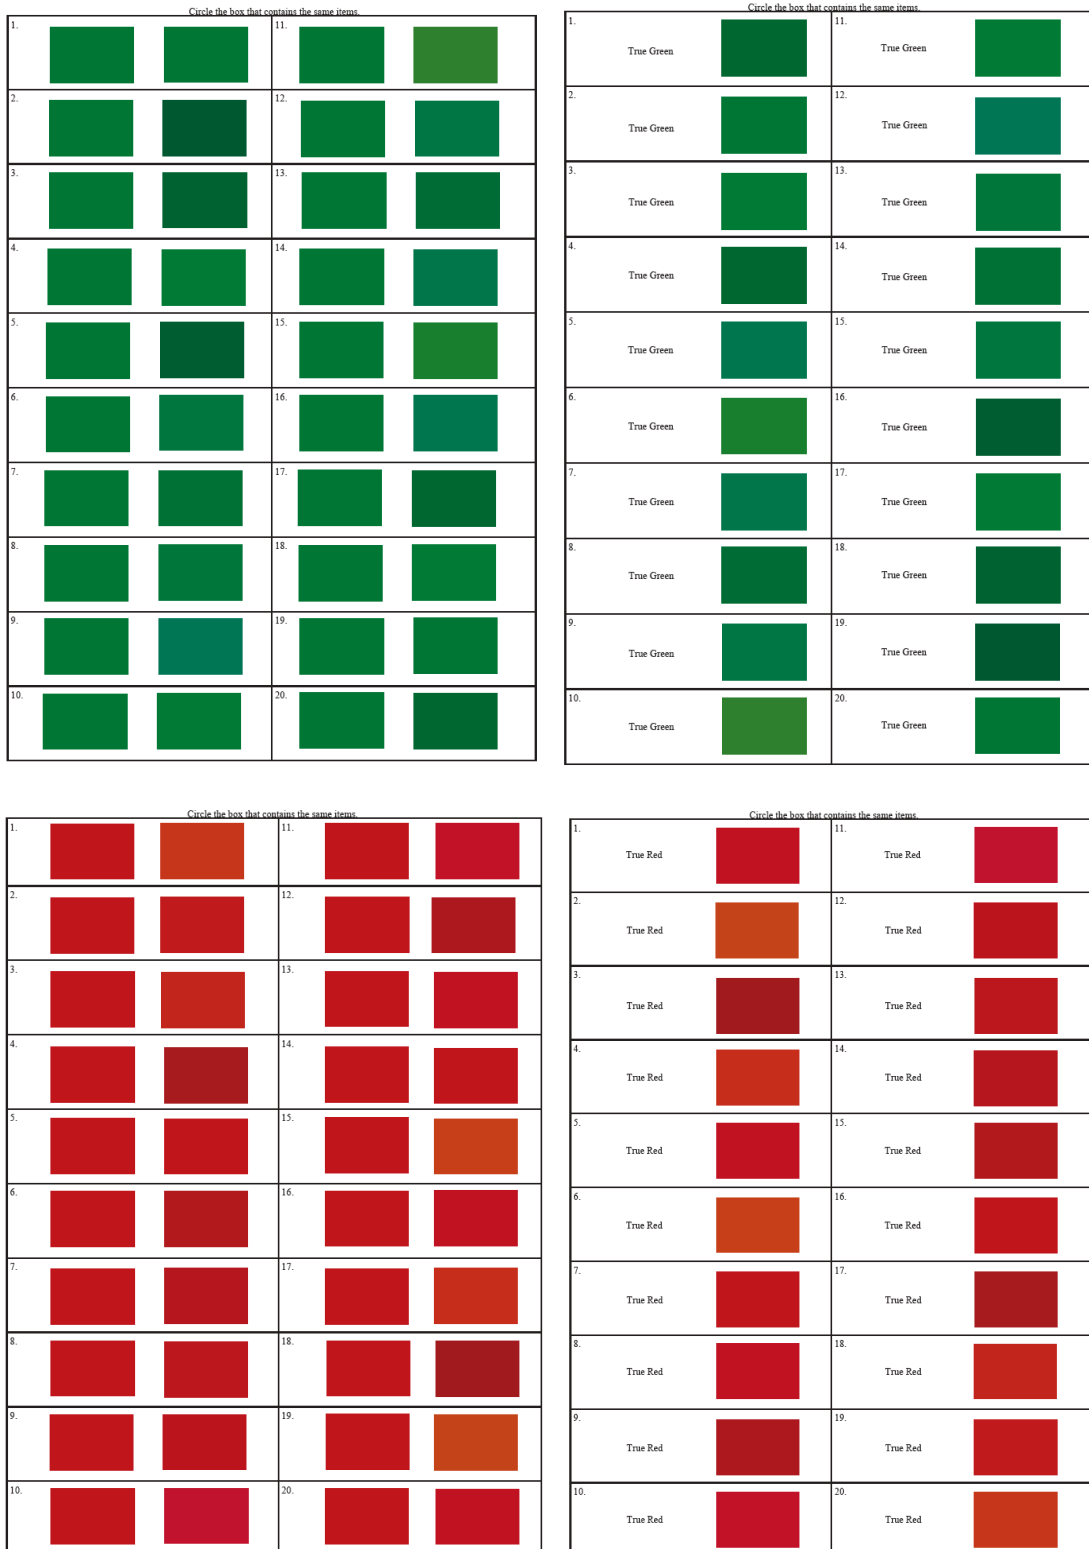 Circle the box that contains the same items.
1. 11.
2. 12.
3. 13.
4. 14.
5. 15.
6. 16.
7. 17.
8. 18.
9. 19.
10. 20.
Circle the box that contains the same items.
1. True Green 11. True Green
2. True Green 12. True Green
3. True Green 13. True Green
4. True Green 14. True Green
5. True Green 15. True Green
6. True Green 16. True Green
7. True Green 17. True Green
8. True Green 18. True Green
9. True Green 19. True Green
10. True Green 20. True Green
Circle the box that contains the same items.
1. 11.
2. 12.
3. 13.
4. 14.
5. 15.
6. 16.
7. 17.
8. 18.
9. 19.
10. 20.
Circle the box that contains the same items.
1. True Red 11. True Red
2. True Red 12. True Red
3. True Red 13. True Red
4. True Red 14. True Red
5. True Red 15. True Red
6. True Red 16. True Red
7. True Red 17. True Red
8. True Red 18. True Red
9. True Red 19. True Red
10. True Red 20. True Red